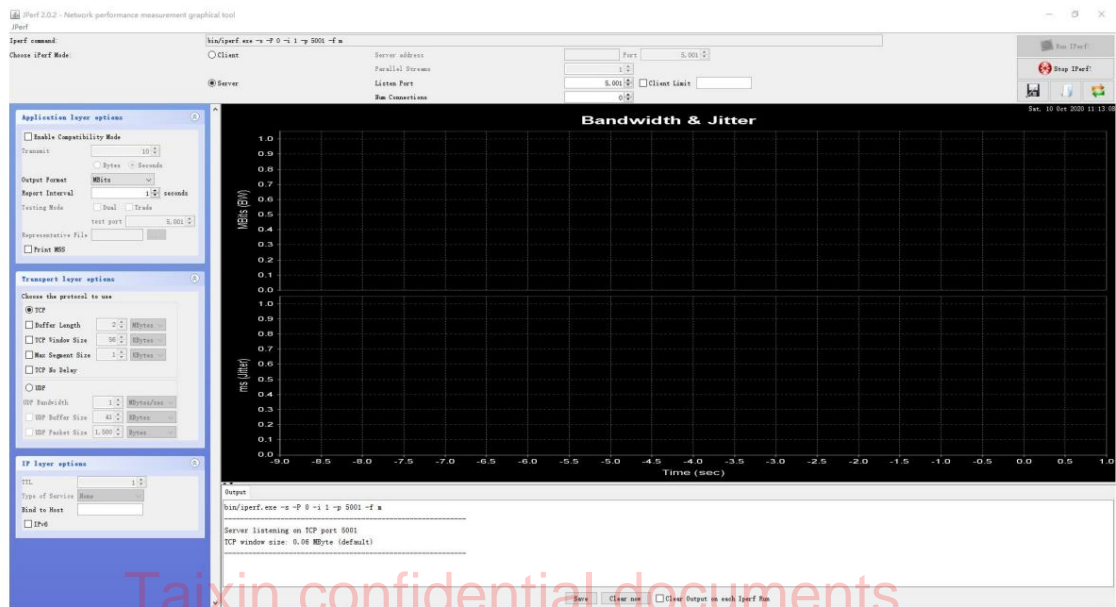 JPerf 2.0.2 - Network performance measurement graphical tool
JPerf
Iperf command:
bin/iperf.exe -s -P 0 -i 1 -p 5001 -f m
Choose iPerf Mode:
Client
Server address
Port
5,001
Parallel Streams
1
Server
Listen Port
5,001
Client Limit
Num Connections
0
Run IPerf!
Stop IPerf!
Sat, 10 Oct 2020 11:13:08
Application layer options
Enable Compatibility Mode
Transmit
10
Bytes
Seconds
Output Format
MBits
Report Interval
1
seconds
Testing Mode
Dual
Trade
test port
5,001
Representative File
Print MSS
Transport layer options
Choose the protocol to use
TCP
Buffer Length
2
MBytes
TCP Window Size
56
KBytes
Max Segment Size
1
KBytes
TCP No Delay
UDP
UDP Bandwidth
1
MBytes/sec
UDP Buffer Size
41
KBytes
UDP Packet Size
1,500
Bytes
IP layer options
TTL
1
Type of Service
None
Bind to Host
IPv6
Bandwidth & Jitter
MBits (BW)
1.0
0.9
0.8
0.7
0.6
0.5
0.4
0.3
0.2
0.1
0.0
ms (Jitter)
1.0
0.9
0.8
0.7
0.6
0.5
0.4
0.3
0.2
0.1
0.0
-9.0 -8.5 -8.0 -7.5 -7.0 -6.5 -6.0 -5.5 -5.0 -4.5 -4.0 -3.5 -3.0 -2.5 -2.0 -1.5 -1.0 -0.5 0.0 0.5 1.0
Time (sec)
Output
bin/iperf.exe -s -P 0 -i 1 -p 5001 -f m
------------------------------------------------------------
Server listening on TCP port 5001
TCP window size: 0.06 MByte (default)
------------------------------------------------------------
Save
Clear now
Clear Output on each Iperf Run
Taixin confidential documents